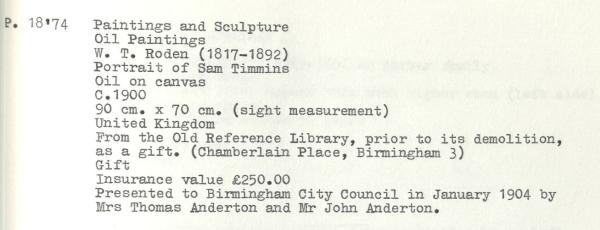 P. 18'74 Paintings and Sculpture
Oil Paintings
W. T. Roden (1817-1892)
Portrait of Sam Timmins
Oil on canvas
C.1900
90 cm. x 70 cm. (sight measurement)
United Kingdom
From the Old Reference Library, prior to its demolition,
as a gift. (Chamberlain Place, Birmingham 3)
Gift
Insurance value £250.00
Presented to Birmingham City Council in January 1904 by
Mrs Thomas Anderton and Mr John Anderton.